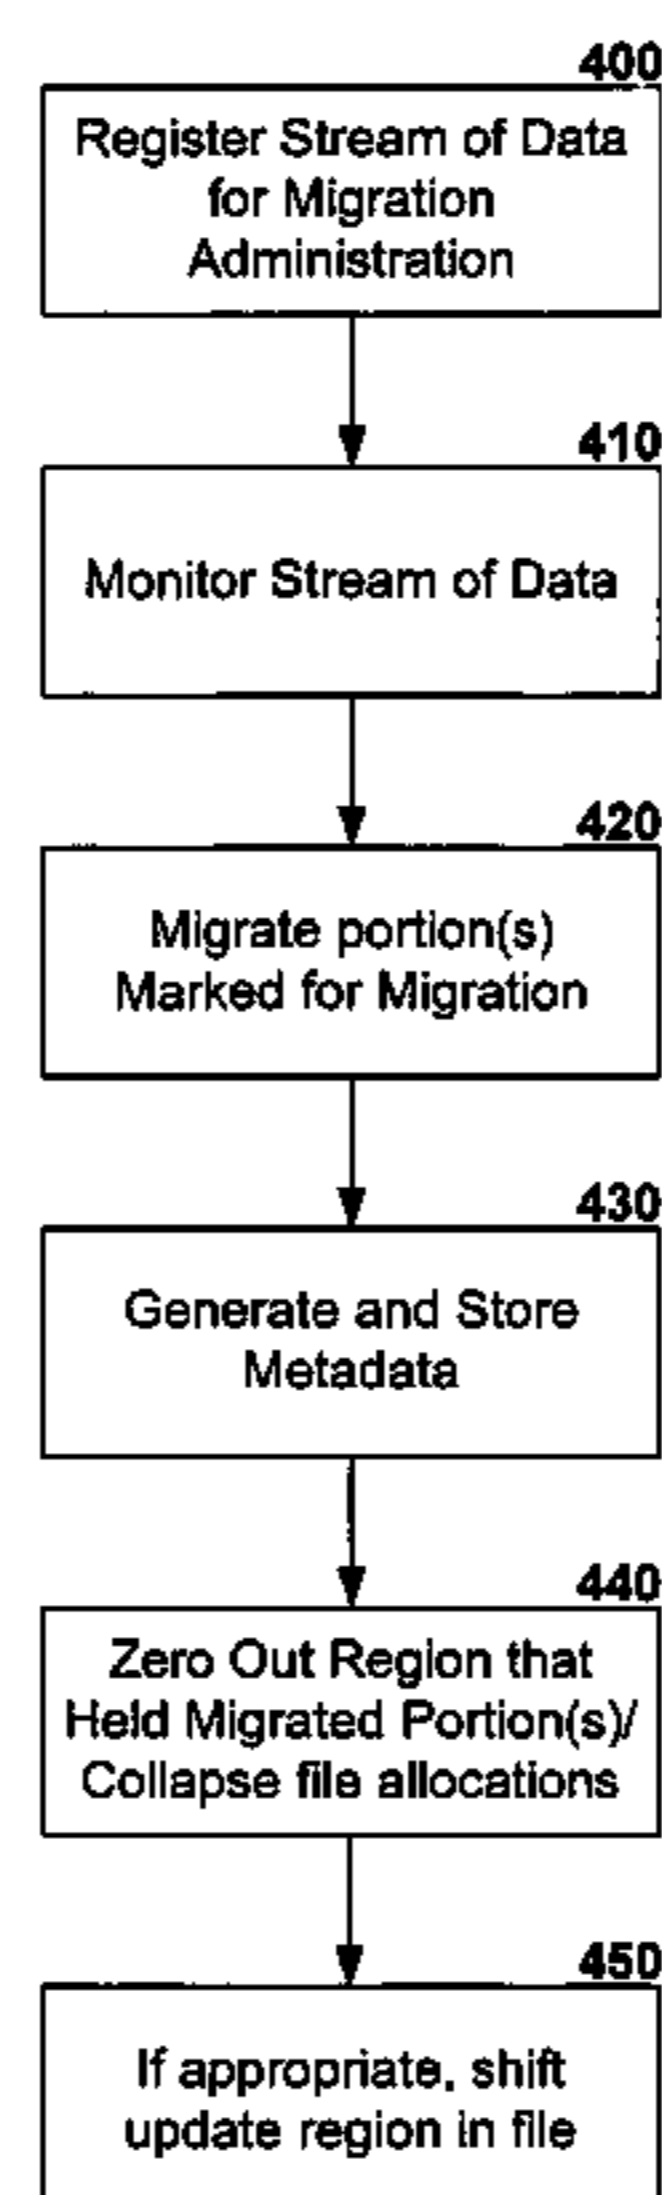 400
Register Stream of Data
for Migration
Administration
410
Monitor Stream of Data
420
Migrate portion(s)
Marked for Migration
430
Generate and Store
Metadata
440
Zero Out Region that
Held Migrated Portion(s)/
Collapse file allocations
450
If appropriate, shift
update region in file